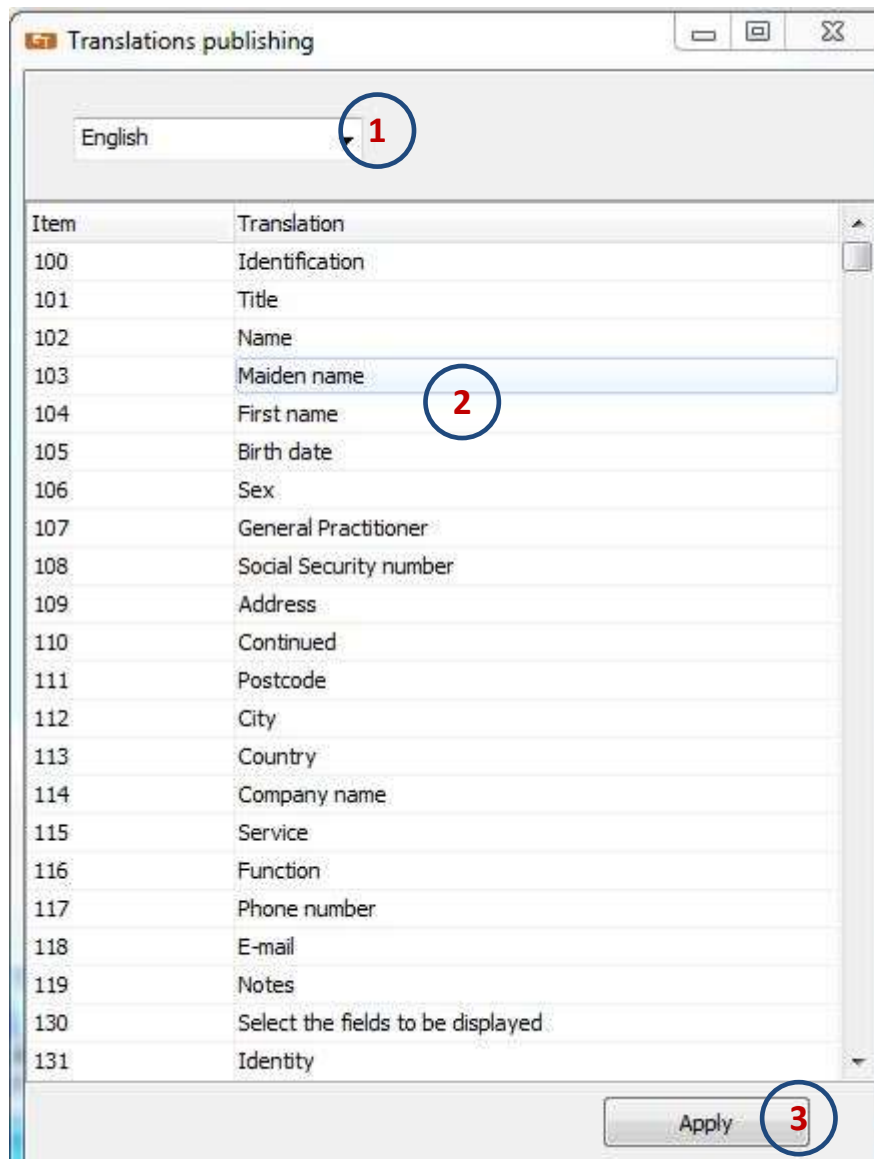 GT Translations publishing
English 1
Item Translation
100 Identification
101 Title
102 Name
103 Maiden name
2
104 First name
105 Birth date
106 Sex
107 General Practitioner
108 Social Security number
109 Address
110 Continued
111 Postcode
112 City
113 Country
114 Company name
115 Service
116 Function
117 Phone number
118 E-mail
119 Notes
130 Select the fields to be displayed
131 Identity
Apply 3